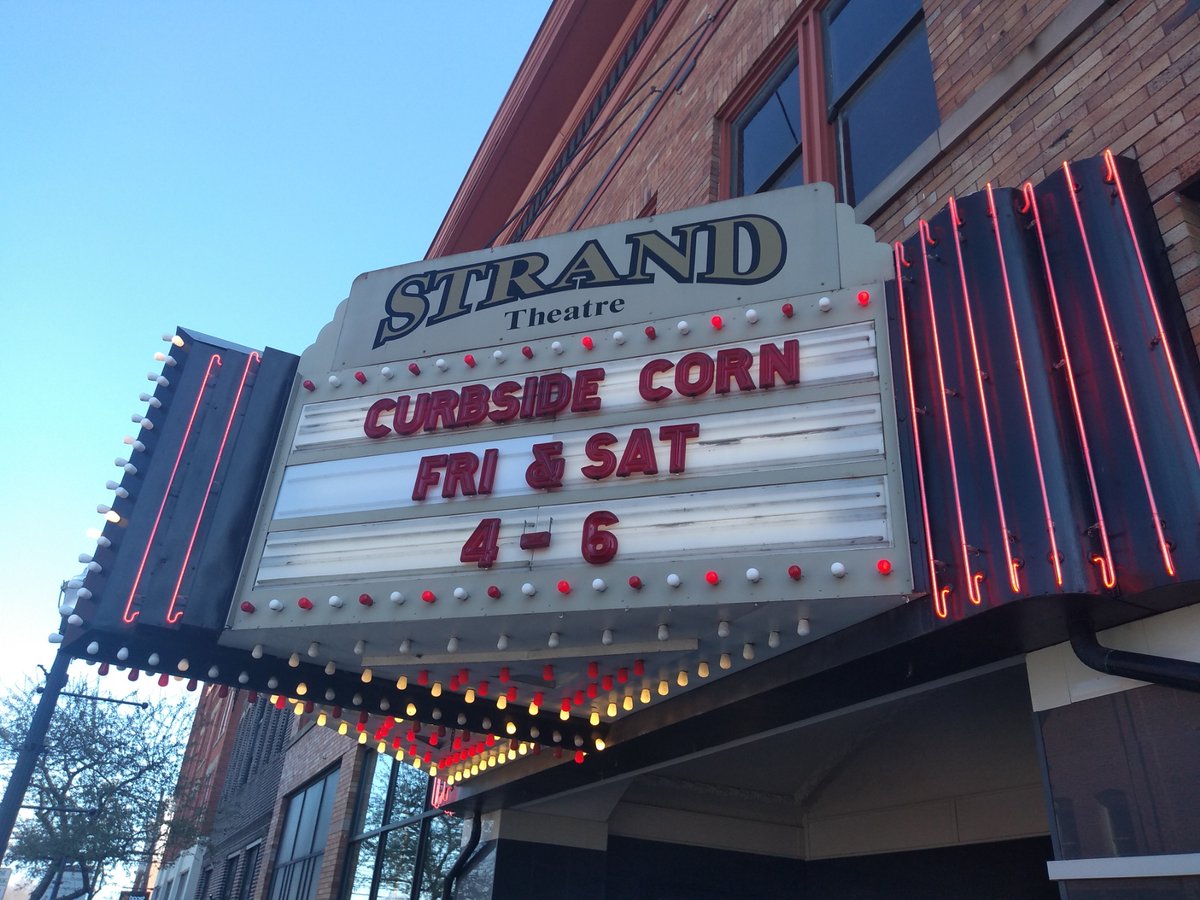 STRAND
Theatre
CURBSIDE CORN
FRI & SAT
4 - 6